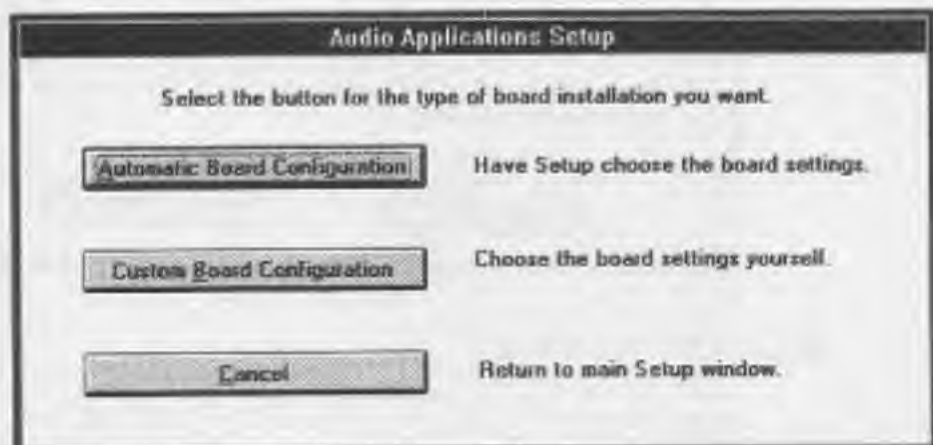 Audio Applications Setup
Select the button for the type of board installation you want.
Automatic Board Configuration Have Setup choose the board settings.
Custom Board Configuration Choose the board settings yourself.
Cancel Return to main Setup window.